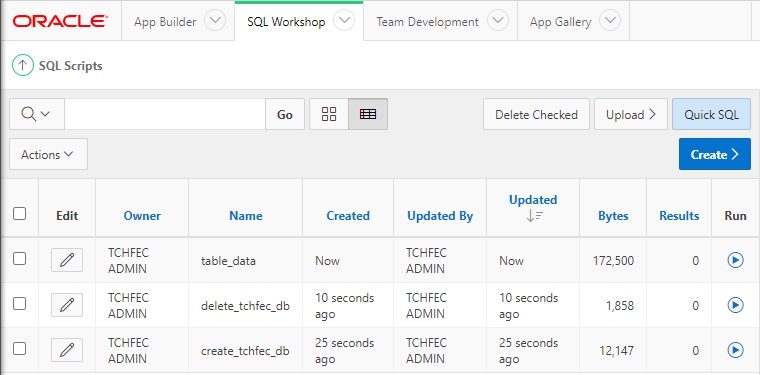 ORACLE App Builder SQL Workshop Team Development App Gallery
SQL Scripts
Go Delete Checked Upload Quick SQL
Actions Create
Edit Owner Name Created Updated By Updated Bytes Results Run
TCHFEC ADMIN table_data Now TCHFEC ADMIN Now 172,500 0
TCHFEC ADMIN delete_tchfec_db 10 seconds ago TCHFEC ADMIN 10 seconds ago 1,858 0
TCHFEC ADMIN create_tchfec_db 25 seconds ago TCHFEC ADMIN 25 seconds ago 12,147 0